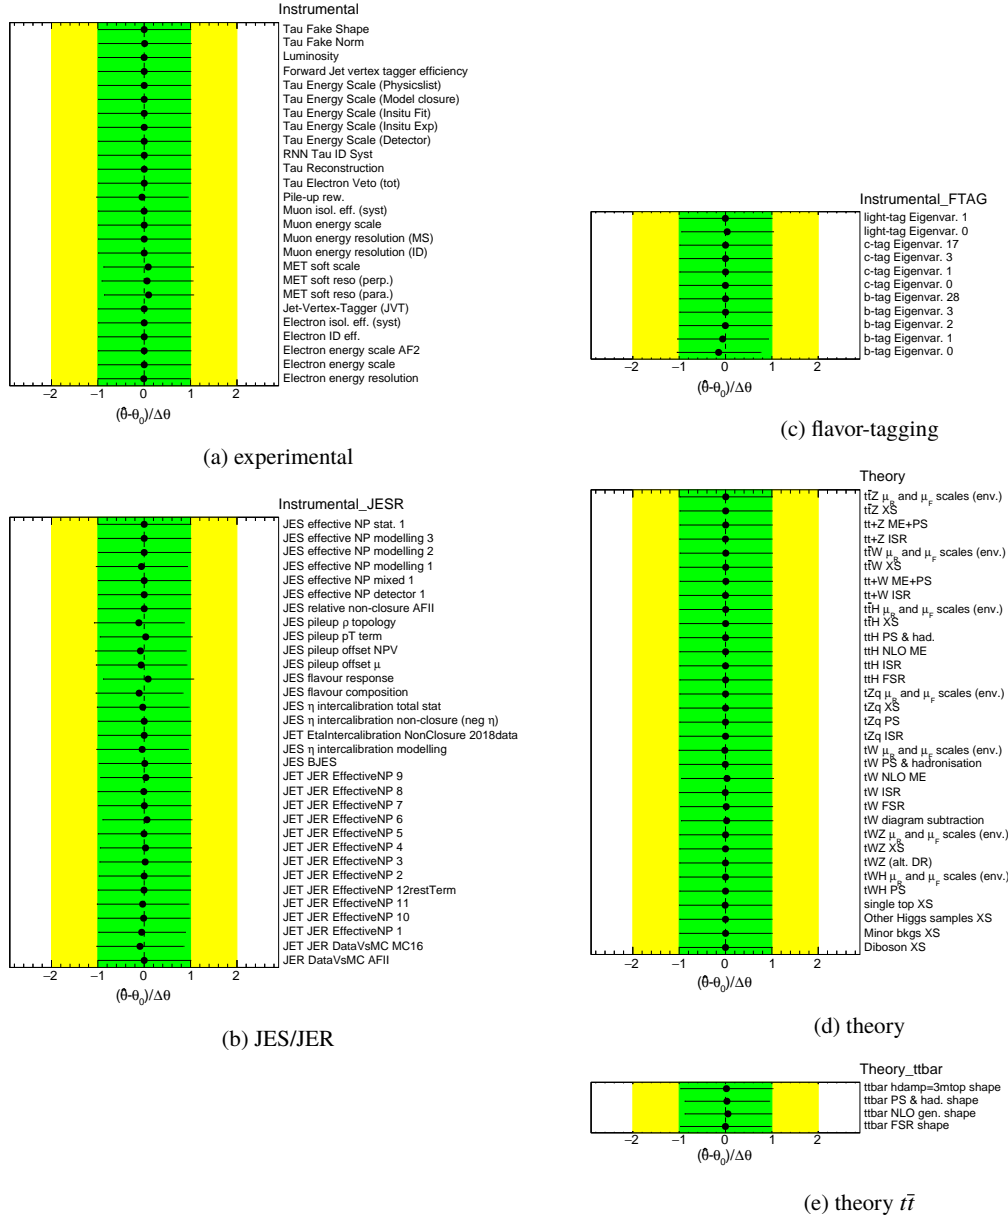 Instrumental
Tau Fake Shape
Tau Fake Norm
Luminosity
Forward Jet vertex tagger efficiency
Tau Energy Scale (Physicslist)
Tau Energy Scale (Model closure)
Tau Energy Scale (Insitu Fit)
Tau Energy Scale (Insitu Exp)
Tau Energy Scale (Detector)
RNN Tau ID Syst
Tau Reconstruction
Tau Electron Veto (tot)
Pile-up rew.
Muon isol. eff. (syst)
Muon energy scale
Muon energy resolution (MS)
Muon energy resolution (ID)
MET soft scale
MET soft reso (perp.)
MET soft reso (para.)
Jet-Vertex-Tagger (JVT)
Electron isol. eff. (syst)
Electron ID eff.
Electron energy scale AF2
Electron energy scale
Electron energy resolution
−2 −1 0 1 2
(θ̂-θ₀)/Δθ
(a) experimental
Instrumental_JESR
JES effective NP stat. 1
JES effective NP modelling 3
JES effective NP modelling 2
JES effective NP modelling 1
JES effective NP mixed 1
JES effective NP detector 1
JES relative non-closure AFII
JES pileup ρ topology
JES pileup pT term
JES pileup offset NPV
JES pileup offset μ
JES flavour response
JES flavour composition
JES η intercalibration total stat
JES η intercalibration non-closure (neg η)
JET EtaIntercalibration NonClosure 2018data
JES η intercalibration modelling
JES BJES
JET JER EffectiveNP 9
JET JER EffectiveNP 8
JET JER EffectiveNP 7
JET JER EffectiveNP 6
JET JER EffectiveNP 5
JET JER EffectiveNP 4
JET JER EffectiveNP 3
JET JER EffectiveNP 2
JET JER EffectiveNP 12restTerm
JET JER EffectiveNP 11
JET JER EffectiveNP 10
JET JER EffectiveNP 1
JET JER DataVsMC MC16
JER DataVsMC AFII
−2 −1 0 1 2
(θ̂-θ₀)/Δθ
(b) JES/JER
Instrumental_FTAG
light-tag Eigenvar. 1
light-tag Eigenvar. 0
c-tag Eigenvar. 17
c-tag Eigenvar. 3
c-tag Eigenvar. 1
c-tag Eigenvar. 0
b-tag Eigenvar. 28
b-tag Eigenvar. 3
b-tag Eigenvar. 2
b-tag Eigenvar. 1
b-tag Eigenvar. 0
−2 −1 0 1 2
(θ̂-θ₀)/Δθ
(c) flavor-tagging
Theory
tt̄Z μ_R and μ_F scales (env.)
tt̄Z XS
tt+Z ME+PS
tt+Z ISR
tt̄W μ_R and μ_F scales (env.)
tt̄W XS
tt+W ME+PS
tt+W ISR
tt̄H μ_R and μ_F scales (env.)
tt̄H XS
ttH PS & had.
ttH NLO ME
ttH ISR
ttH FSR
tZq μ_R and μ_F scales (env.)
tZq XS
tZq PS
tZq ISR
tW μ_R and μ_F scales (env.)
tW PS & hadronisation
tW NLO ME
tW ISR
tW FSR
tW diagram subtraction
tWZ μ_R and μ_F scales (env.)
tWZ XS
tWZ (alt. DR)
tWH μ_R and μ_F scales (env.)
tWH PS
single top XS
Other Higgs samples XS
Minor bkgs XS
Diboson XS
−2 −1 0 1 2
(θ̂-θ₀)/Δθ
(d) theory
Theory_ttbar
ttbar hdamp=3mtop shape
ttbar PS & had. shape
ttbar NLO gen. shape
ttbar FSR shape
−2 −1 0 1 2
(θ̂-θ₀)/Δθ
(e) theory tt̄